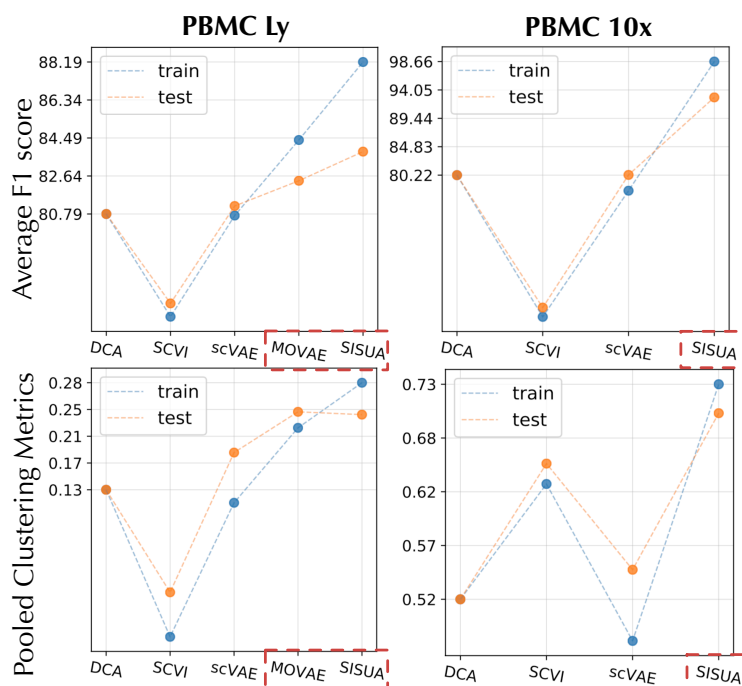 PBMC Ly
PBMC 10x
Average F1 score
88.19
86.34
84.49
82.64
80.79
train
test
DCA
SCVI
scVAE
MOVAE
SISUA
98.66
94.05
89.44
84.83
80.22
train
test
DCA
SCVI
scVAE
SISUA
Pooled Clustering Metrics
0.28
0.25
0.21
0.17
0.13
train
test
DCA
SCVI
scVAE
MOVAE
SISUA
0.73
0.68
0.62
0.57
0.52
train
test
DCA
SCVI
scVAE
SISUA